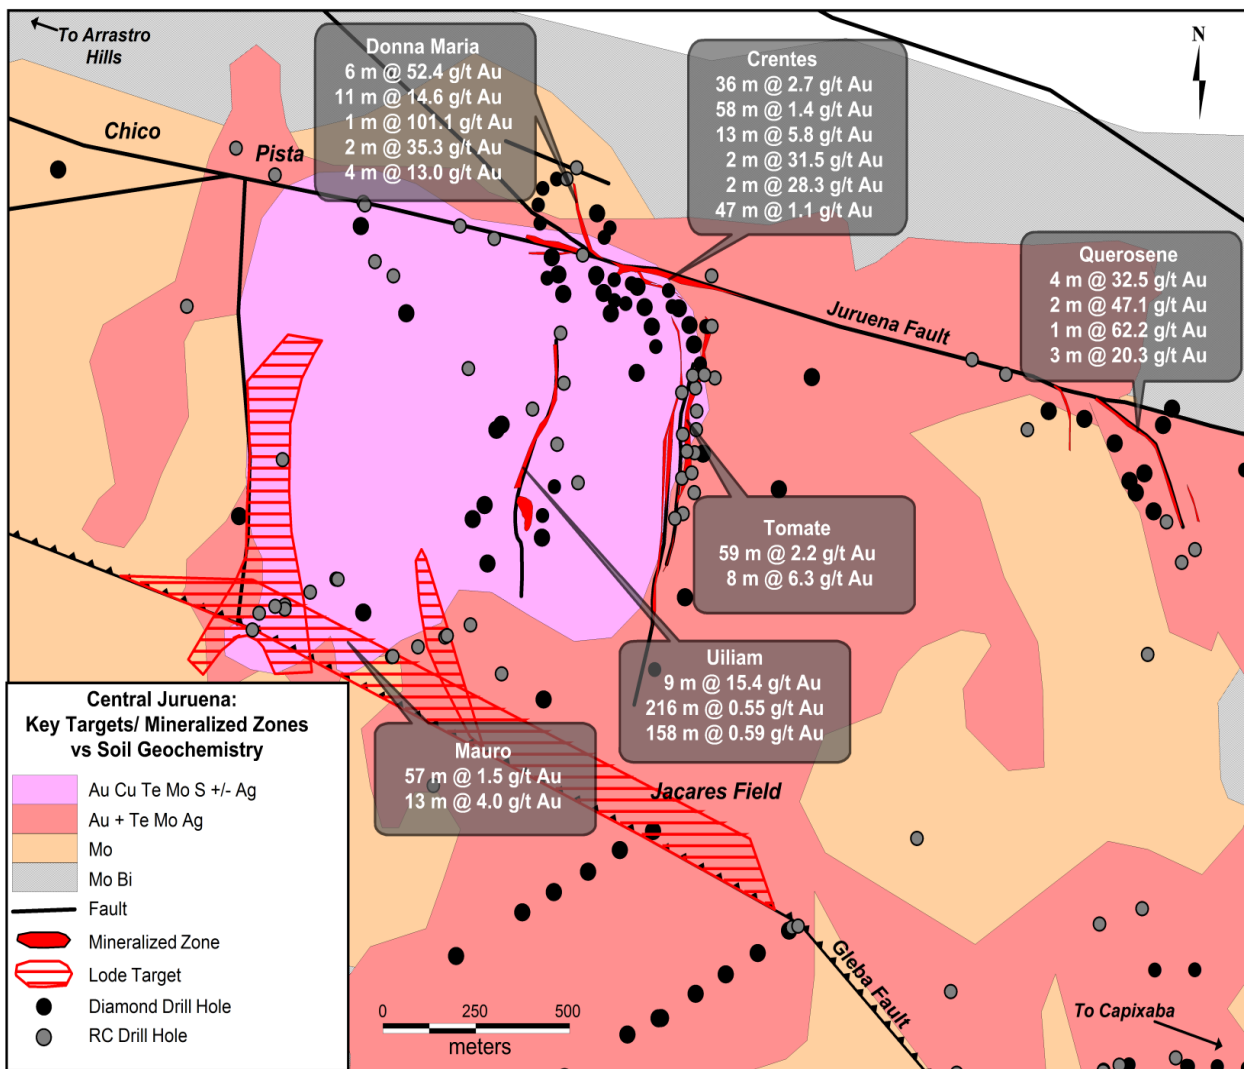 To Arrastro
Hills
Chico
Pista
Donna Maria
6 m @ 52.4 g/t Au
11 m @ 14.6 g/t Au
1 m @ 101.1 g/t Au
2 m @ 35.3 g/t Au
4 m @ 13.0 g/t Au
Crentes
36 m @ 2.7 g/t Au
58 m @ 1.4 g/t Au
13 m @ 5.8 g/t Au
2 m @ 31.5 g/t Au
2 m @ 28.3 g/t Au
47 m @ 1.1 g/t Au
N
Querosene
4 m @ 32.5 g/t Au
2 m @ 47.1 g/t Au
1 m @ 62.2 g/t Au
3 m @ 20.3 g/t Au
Juruena Fault
Tomate
59 m @ 2.2 g/t Au
8 m @ 6.3 g/t Au
Uiliam
9 m @ 15.4 g/t Au
216 m @ 0.55 g/t Au
158 m @ 0.59 g/t Au
Mauro
57 m @ 1.5 g/t Au
13 m @ 4.0 g/t Au
Jacares Field
Gleba Fault
To Capixaba
Central Juruena:
Key Targets/ Mineralized Zones
vs Soil Geochemistry
Au Cu Te Mo S +/- Ag
Au + Te Mo Ag
Mo
Mo Bi
Fault
Mineralized Zone
Lode Target
Diamond Drill Hole
RC Drill Hole
0 250 500
meters